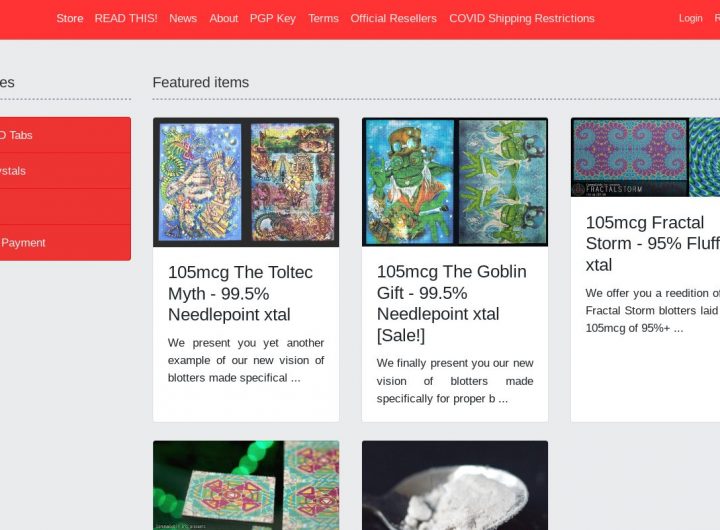 Store READ THIS! News About PGP Key Terms Official Resellers COVID Shipping Restrictions Login
es
Featured items
D Tabs
ystals
Payment
105mcg The Toltec
Myth - 99.5%
Needlepoint xtal
We present you yet another
example of our new vision of
blotters made specifical ...
105mcg The Goblin
Gift - 99.5%
Needlepoint xtal
[Sale!]
We finally present you our new
vision of blotters made
specifically for proper b ...
FRACTALSTORM
105mcg Fractal
Storm - 95% Fluff
xtal
We offer you a reedition of
Fractal Storm blotters laid
105mcg of 95%+ ...